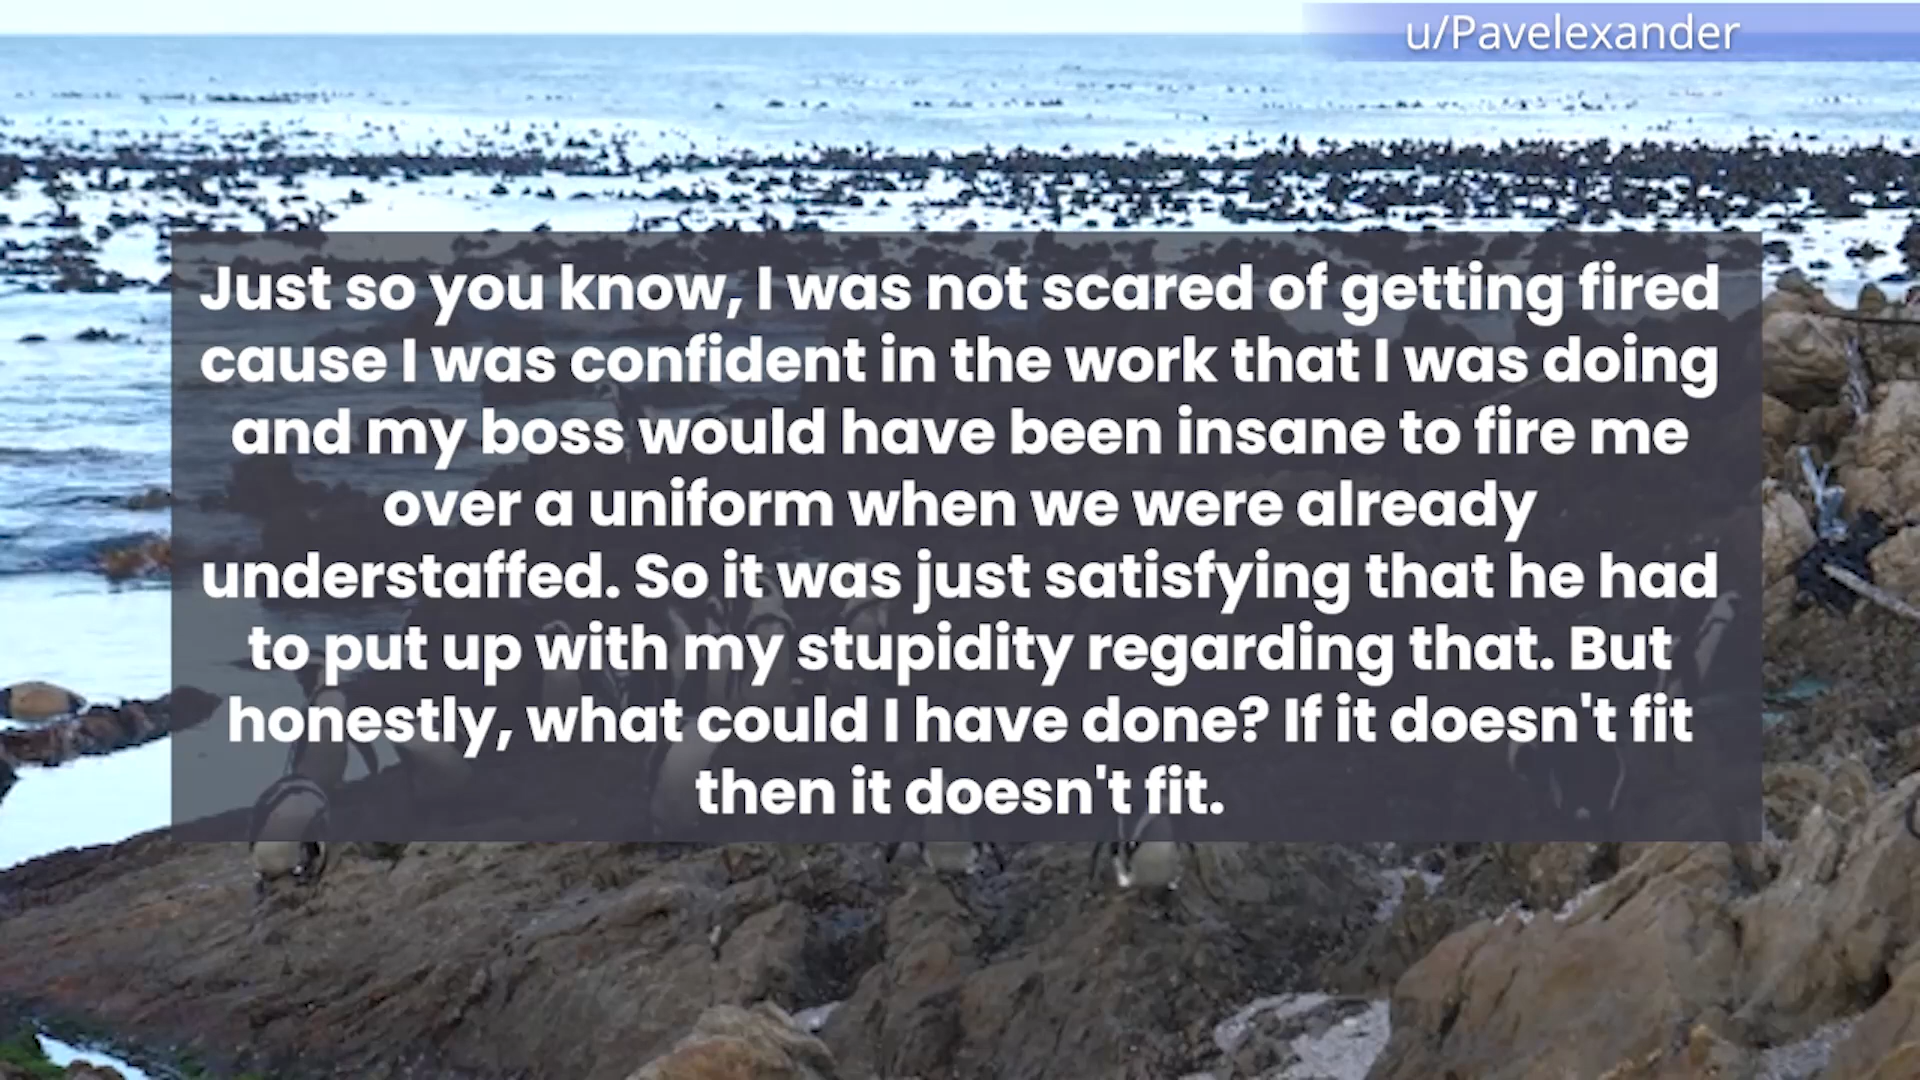 u/Pavelexander
Just so you know, I was not scared of getting fired
cause I was confident in the work that I was doing
and my boss would have been insane to fire me
over a uniform when we were already
understaffed. So it was just satisfying that he had
to put up with my stupidity regarding that. But
honestly, what could I have done? If it doesn't fit
then it doesn't fit.